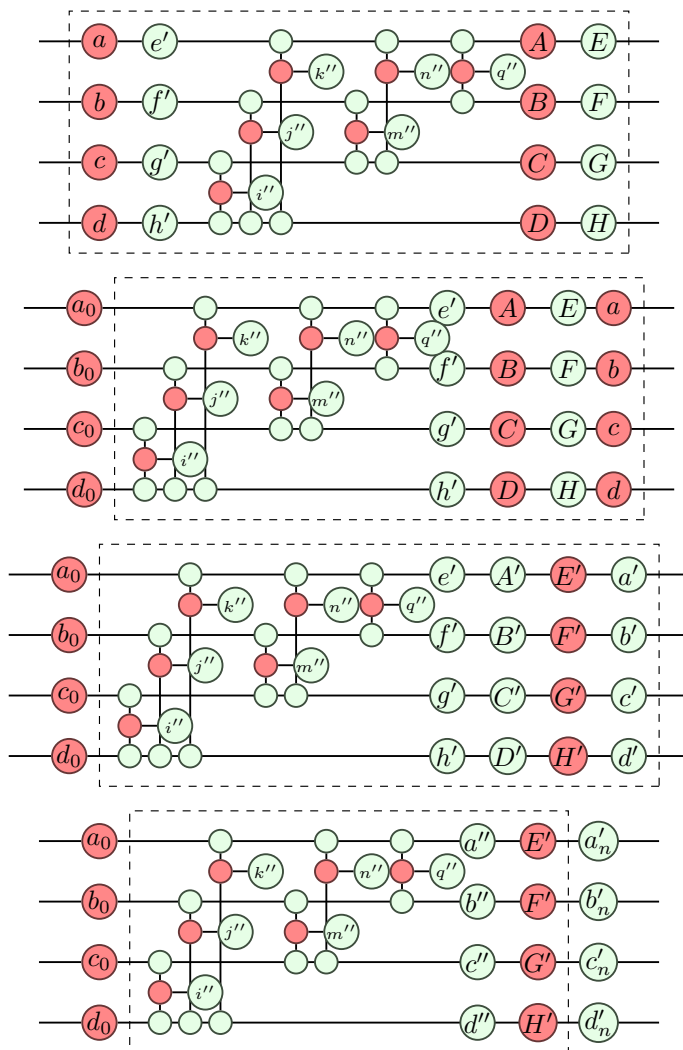 a e' E A
k'' n'' q''
b f' B F
j'' m''
c g' C G
i''
d h' D H
a₀ e' A E a
k'' n'' q''
b₀ f' B F b
j'' m''
c₀ g' C G c
i''
d₀ h' D H d
a₀ e' A' E' a'
k'' n'' q''
b₀ f' B' F' b'
j'' m''
c₀ g' C' G' c'
i''
d₀ h' D' H' d'
a₀ a'' E' a'ₙ
k'' n'' q''
b₀ b'' F' b'ₙ
j'' m''
c₀ c'' G' c'ₙ
i''
d₀ d'' H' d'ₙ